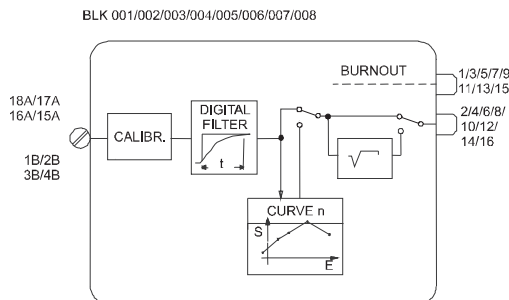 BLK 001/002/003/004/005/006/007/008
BURNOUT
1/3/5/7/9
11/13/15
18A/17A
16A/15A
DIGITAL
FILTER
2/4/6/8/
10/12/
14/16
CALIBR.
t
1B/2B
3B/4B
CURVE n
S
E